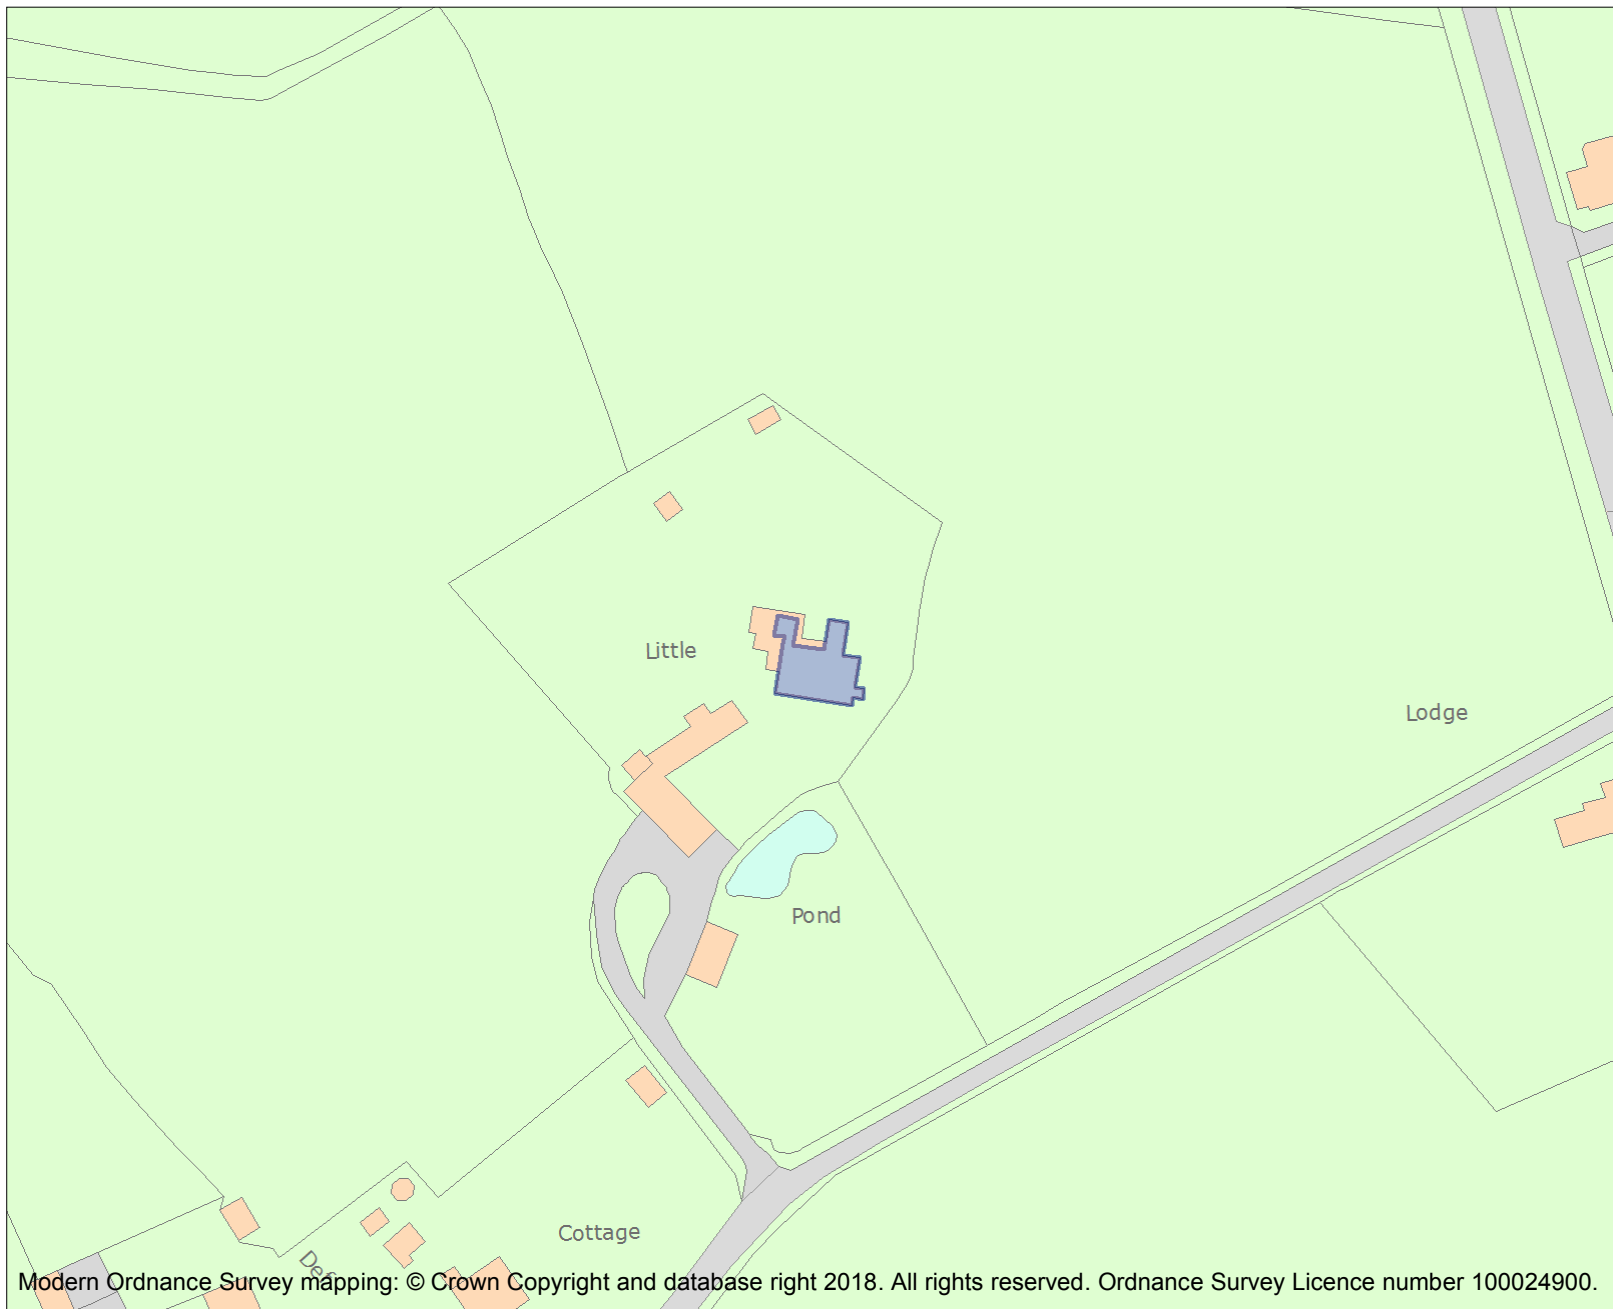 Little
Lodge
Pond
Cottage
Modern Ordnance Survey mapping: © Crown Copyright and database right 2018. All rights reserved. Ordnance Survey Licence number 100024900.